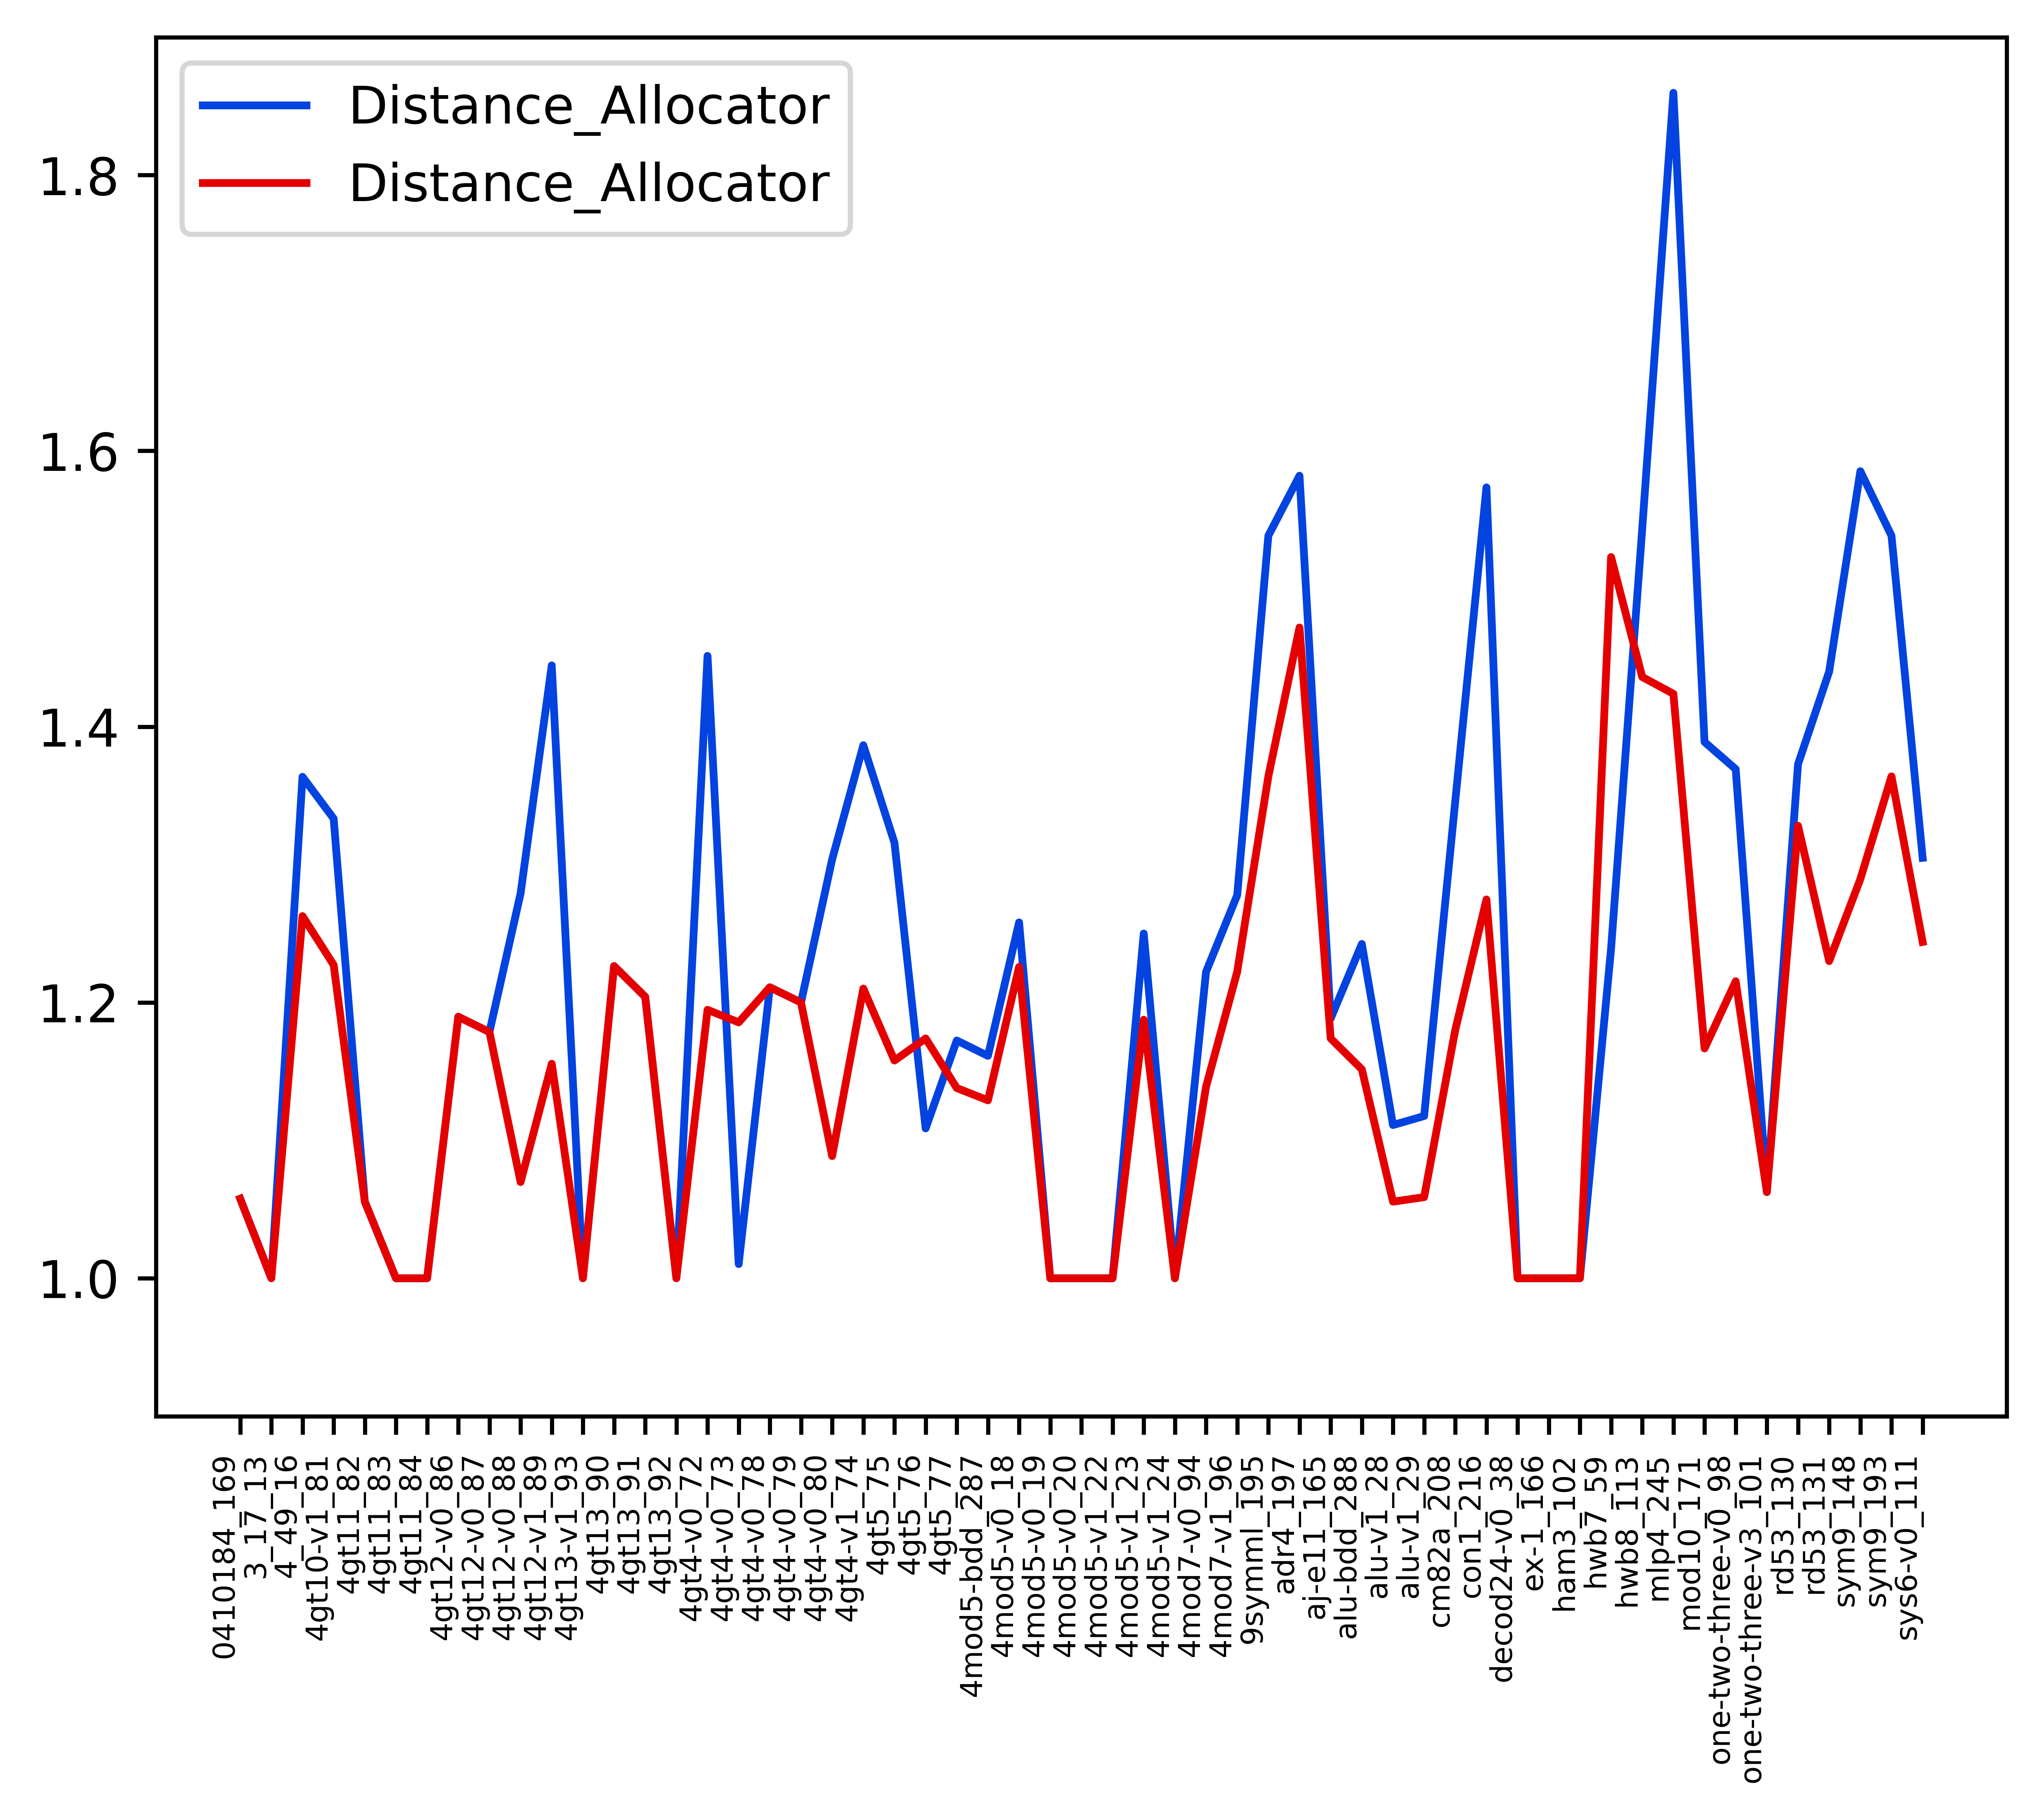 Distance_Allocator
Distance_Allocator
1.8
1.6
1.4
1.2
1.0
0410184_169
3_17_13
4_49_16
4gt10-v1_81
4gt11_82
4gt11_83
4gt11_84
4gt12-v0_86
4gt12-v0_87
4gt12-v0_88
4gt12-v1_89
4gt13-v1_93
4gt13_90
4gt13_91
4gt13_92
4gt4-v0_72
4gt4-v0_73
4gt4-v0_78
4gt4-v0_79
4gt4-v0_80
4gt4-v1_74
4gt5_75
4gt5_76
4gt5_77
4mod5-bdd_287
4mod5-v0_18
4mod5-v0_19
4mod5-v0_20
4mod5-v1_22
4mod5-v1_23
4mod5-v1_24
4mod7-v0_94
4mod7-v1_96
9symml_195
adr4_197
aj-e11_165
alu-bdd_288
alu-v1_28
alu-v1_29
cm82a_208
con1_216
decod24-v0_38
ex-1_166
ham3_102
hwb7_59
hwb8_113
mlp4_245
mod10_171
one-two-three-v0_98
one-two-three-v3_101
rd53_130
rd53_131
sym9_148
sym9_193
sys6-v0_111